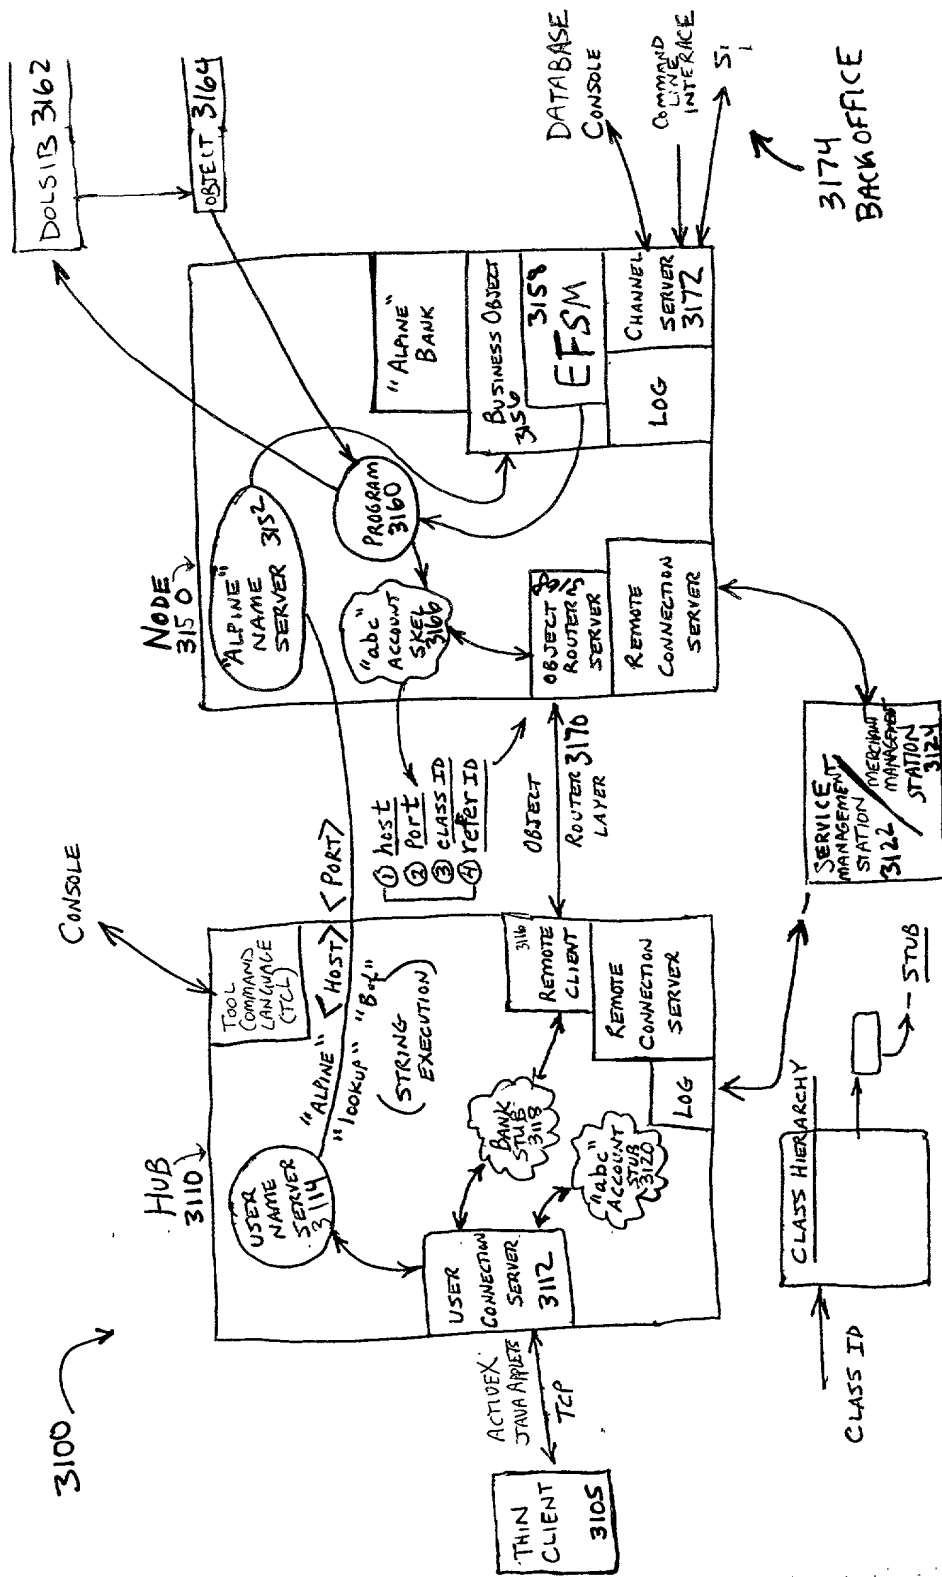 3100
THIN
CLIENT
3105
ACTIVEX
JAVA APPLETS
TCP
HUB
3110
USER
NAME
SERVER
3114
USER
CONNECTION
SERVER
3112
TOOL
COMMAND
LANGUAGE
(TCL)
CONSOLE
"ALPINE" <HOST> <PORT>
"lookup" "Bof"
(STRING
EXECUTION)
BANK
STUB
3118
"abc"
ACCOUNT
STUB
3120
3116
REMOTE
CLIENT
REMOTE
CONNECTION
SERVER
LOG
① host
② Port
③ CLASS ID
④ refer ID
OBJECT
ROUTER 3170
LAYER
NODE
3150
"ALPINE"
NAME
SERVER 3152
PROGRAM
3160
"abc"
ACCOUNT
SKEL
3166
OBJECT
ROUTER
SERVER
REMOTE
CONNECTION
SERVER
"ALPINE"
BANK
BUSINESS OBJECT
3156
3158
EFSM
LOG
CHANNEL
SERVER
3172
DOLSIB 3162
OBJECT 3164
DATABASE
CONSOLE
COMMAND
LINE
INTERFACE
3174
BACK OFFICE
SERVICE
MANAGEMENT
STATION
3122
MERCHANT
MANAGEMENT
STATION
3124
CLASS ID
CLASS HIERARCHY
STUB